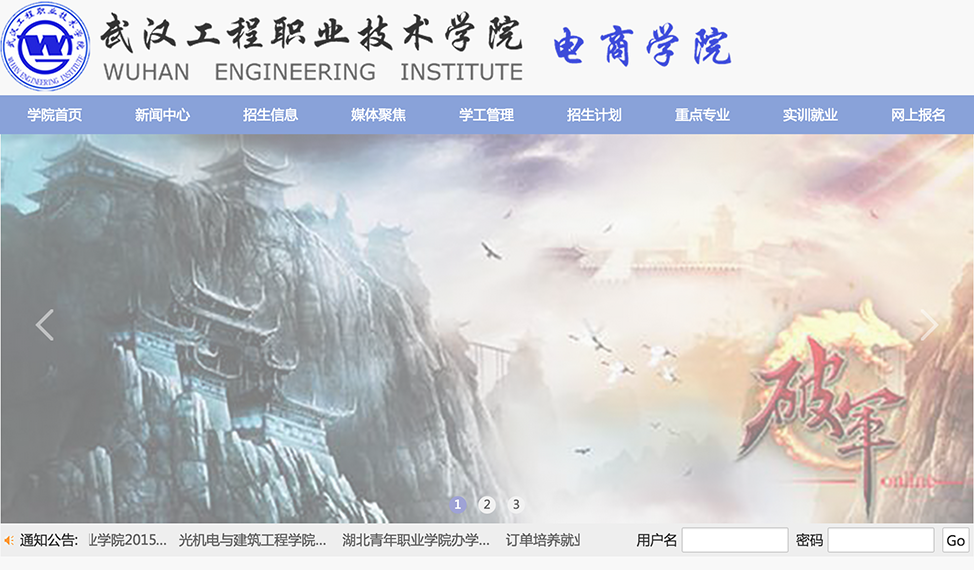 武汉工程职业技术学院
WUHAN ENGINEERING INSTITUTE
电商学院
学院首页 新闻中心 招生信息 媒体聚焦 学工管理 招生计划 重点专业 实训就业 网上报名
破軍
online
1 2 3
通知公告: 业学院2015... 光机电与建筑工程学院... 湖北青年职业学院办学... 订单培养就业 用户名 密码 Go